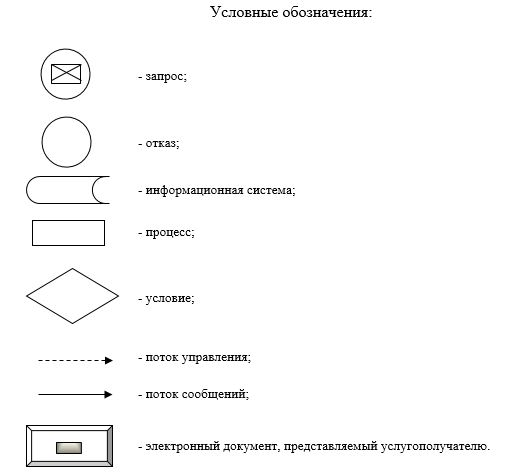 Условные обозначения:
- запрос;
- отказ;
- информационная система;
- процесс;
- условие;
- поток управления;
- поток сообщений;
- электронный документ, представляемый услугополучателю.